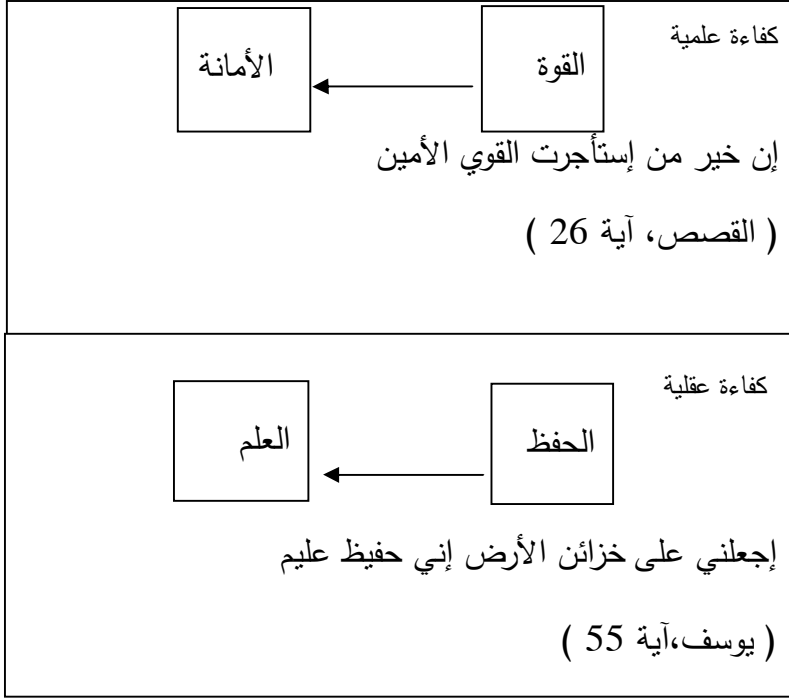 كفاءة علمية
القوة
الأمانة
إن خير من إستأجرت القوي الأمين
( القصص، آية 26 )
كفاءة عقلية
الحفظ
العلم
إجعلني على خزائن الأرض إني حفيظ عليم
( يوسف،آية 55 )